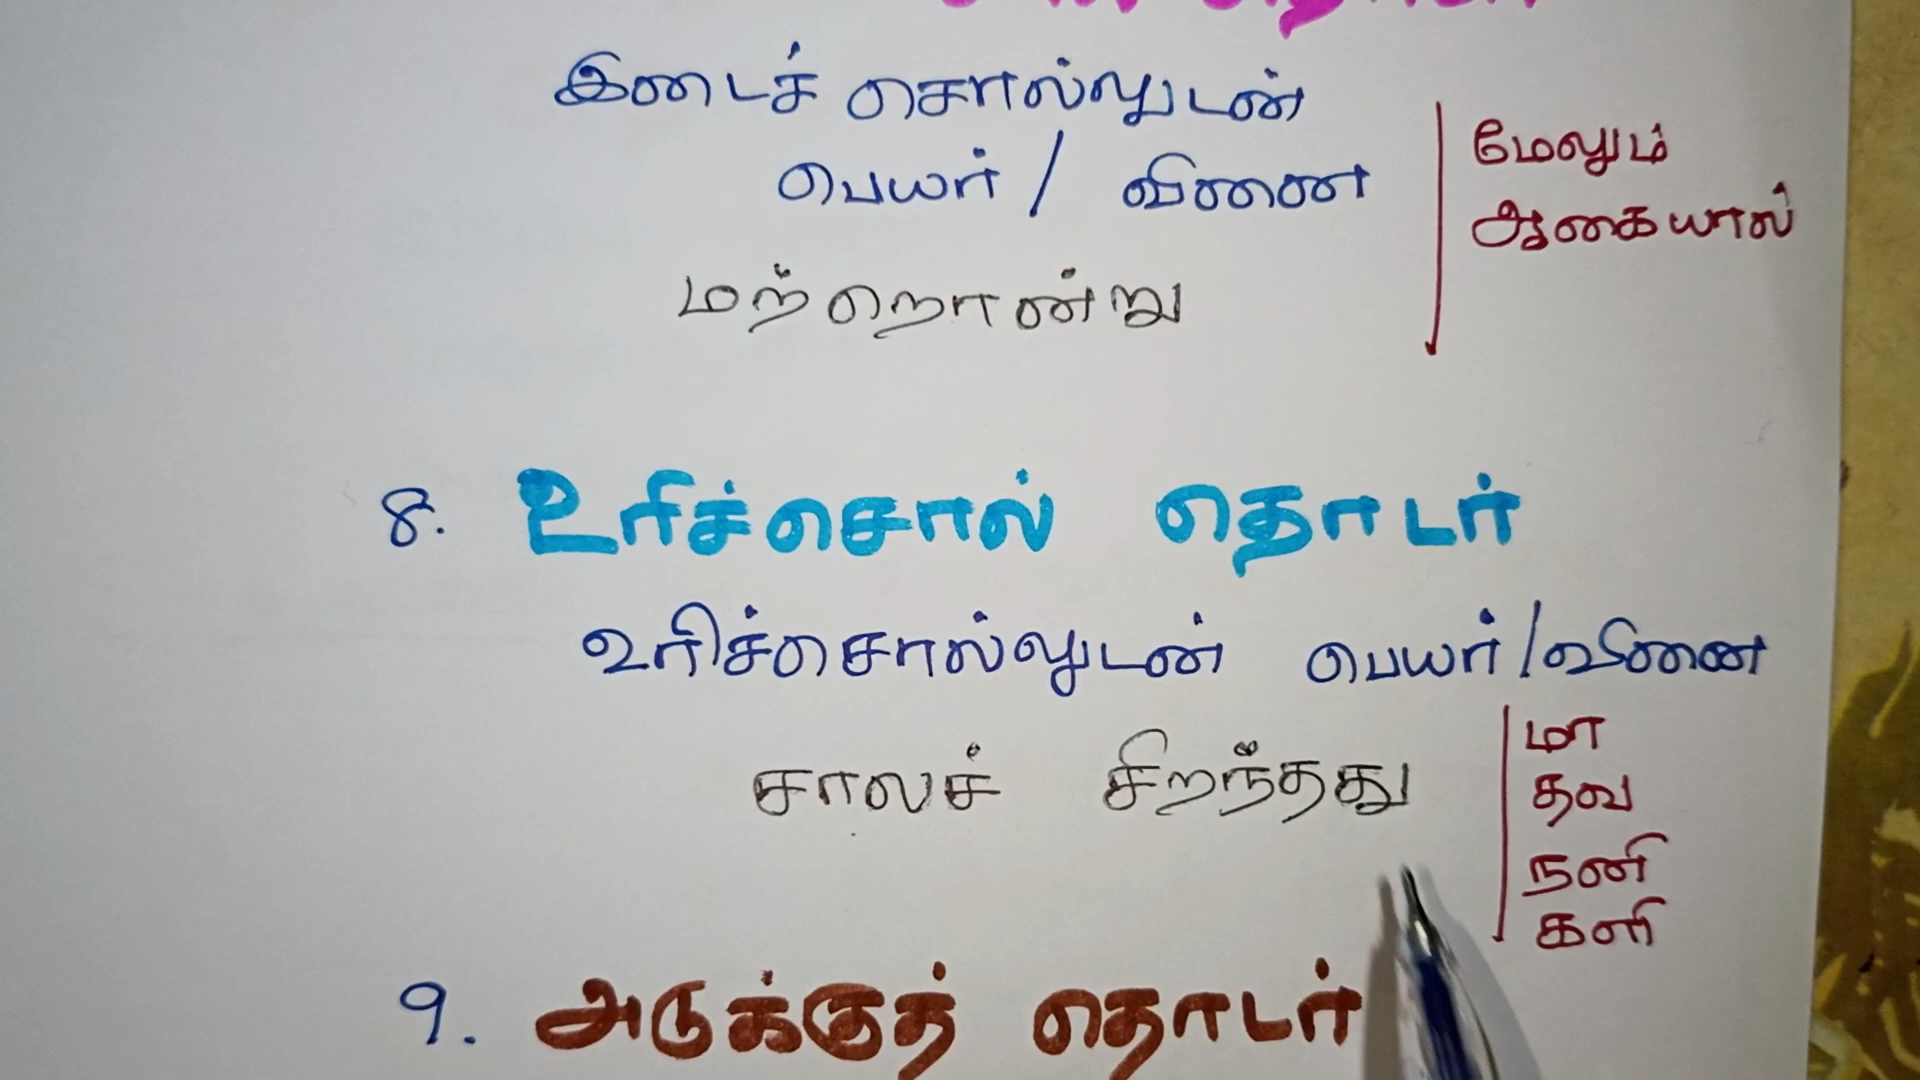 இடைச் சொல்லுடன்
பெயர் / வினை
மற்றொன்று
மேலும்
ஆகையால்
8. உரிச்சொல் தொடர்
உரிச்சொல்லுடன் பெயர் / வினை
சாலச் சிறந்தது
மா
தவ
நனி
களி
9. அடுக்குத் தொடர்